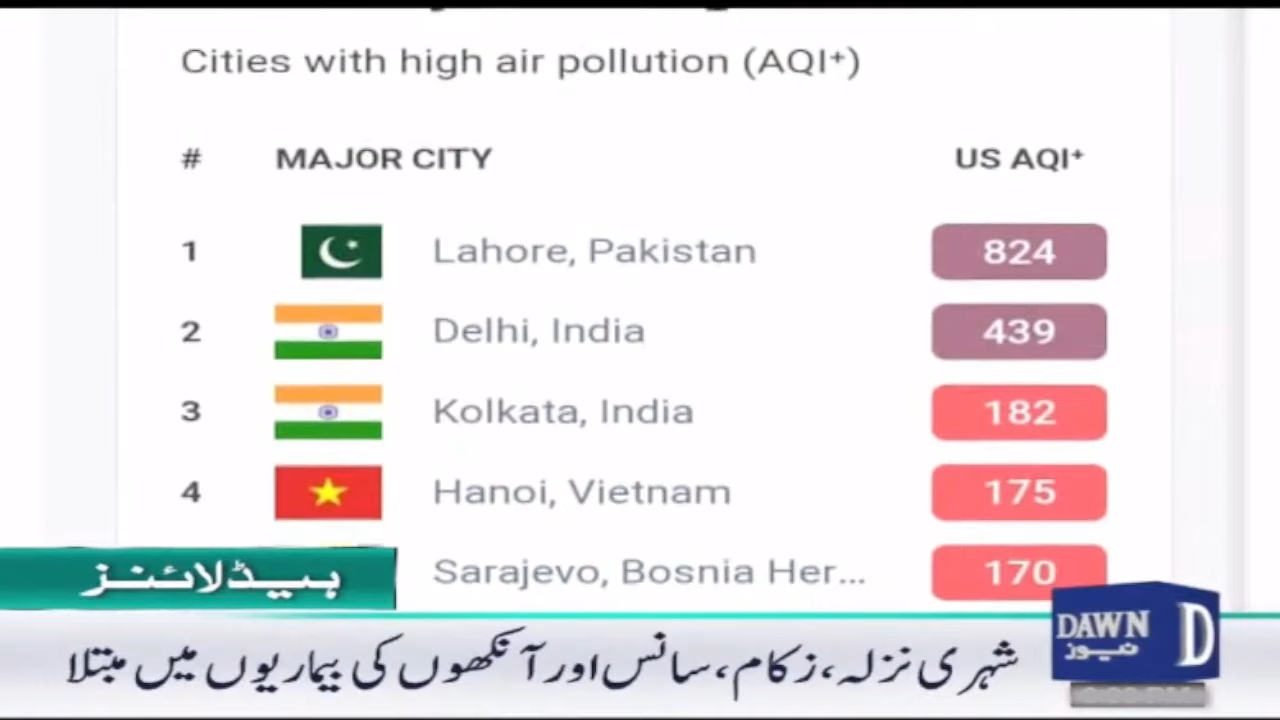 Cities with high air pollution (AQI+)
# MAJOR CITY US AQI+
1 Lahore, Pakistan 824
2 Delhi, India 439
3 Kolkata, India 182
4 Hanoi, Vietnam 175
Sarajevo, Bosnia Her... 170
ہیڈلائنز
شہری نزلہ، زکام، سانس اور آنکھوں کی بیماریوں میں مبتلا
DAWN D
نیوز